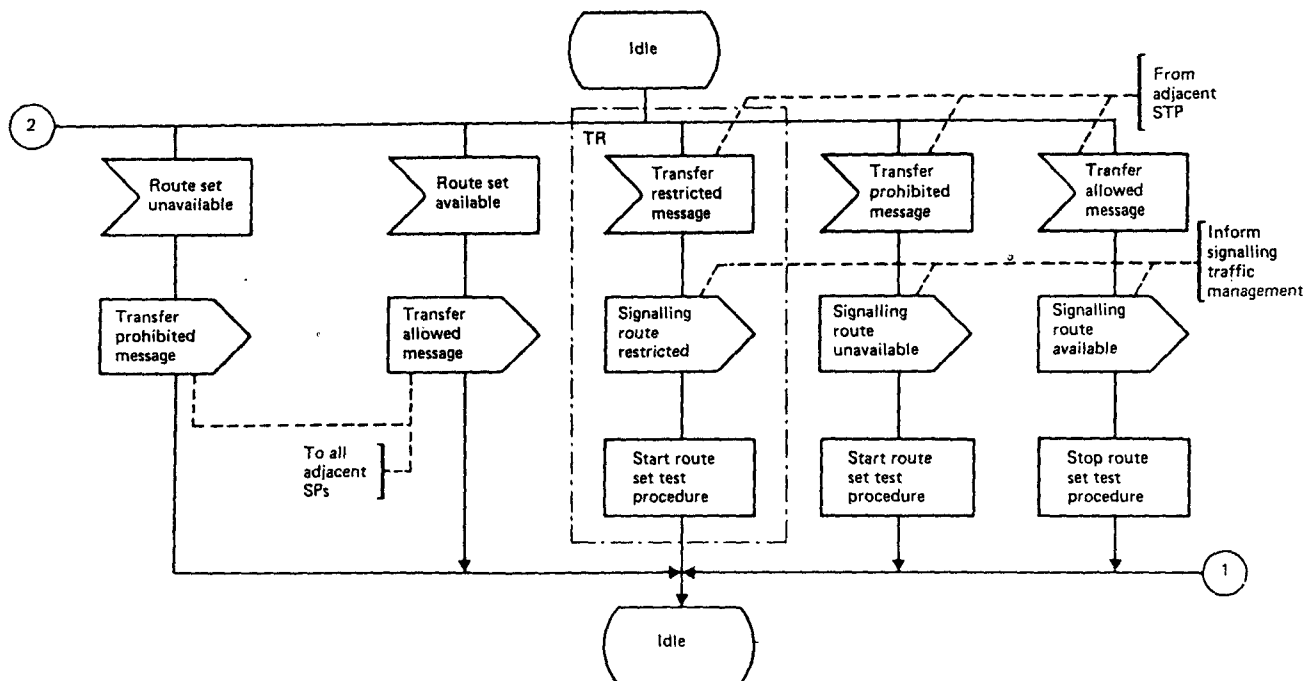 Idle
From
adjacent
STP
2
TR
Route set
unavailable
Route set
available
Transfer
restricted
message
Transfer
prohibited
message
Tranfer
allowed
message
Inform
signalling
traffic
management
Transfer
prohibited
message
Transfer
allowed
message
Signalling
route
restricted
Signalling
route
unavailable
Signalling
route
available
To all
adjacent
SPs
Start route
set test
procedure
Start route
set test
procedure
Stop route
set test
procedure
1
Idle